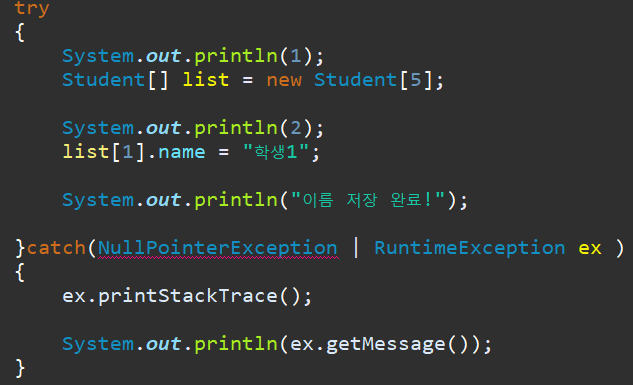 try
{
    System.out.println(1);
    Student[] list = new Student[5];
    System.out.println(2);
    list[1].name = "학생1";
    System.out.println("이름 저장 완료!");
}catch(NullPointerException | RuntimeException ex )
{
    ex.printStackTrace();
    System.out.println(ex.getMessage());
}